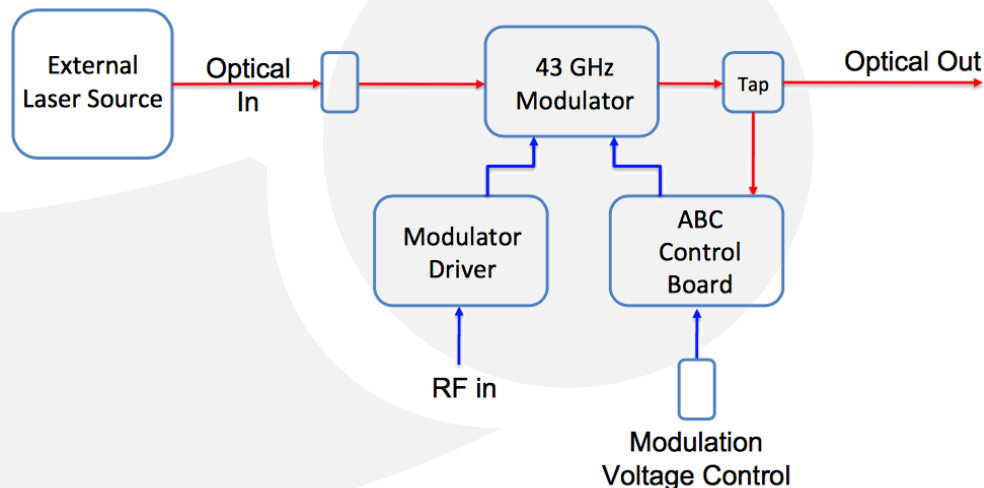 External
Laser Source
Optical
In
43 GHz
Modulator
Tap
Optical Out
Modulator
Driver
ABC
Control
Board
RF in
Modulation
Voltage Control